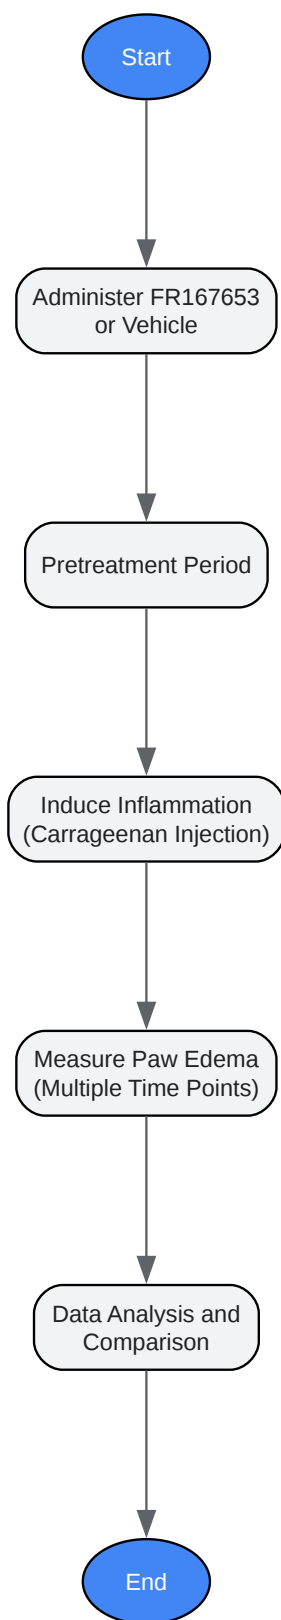 Start
Administer FR167653
or Vehicle
Pretreatment Period
Induce Inflammation
(Carrageenan Injection)
Measure Paw Edema
(Multiple Time Points)
Data Analysis and
Comparison
End